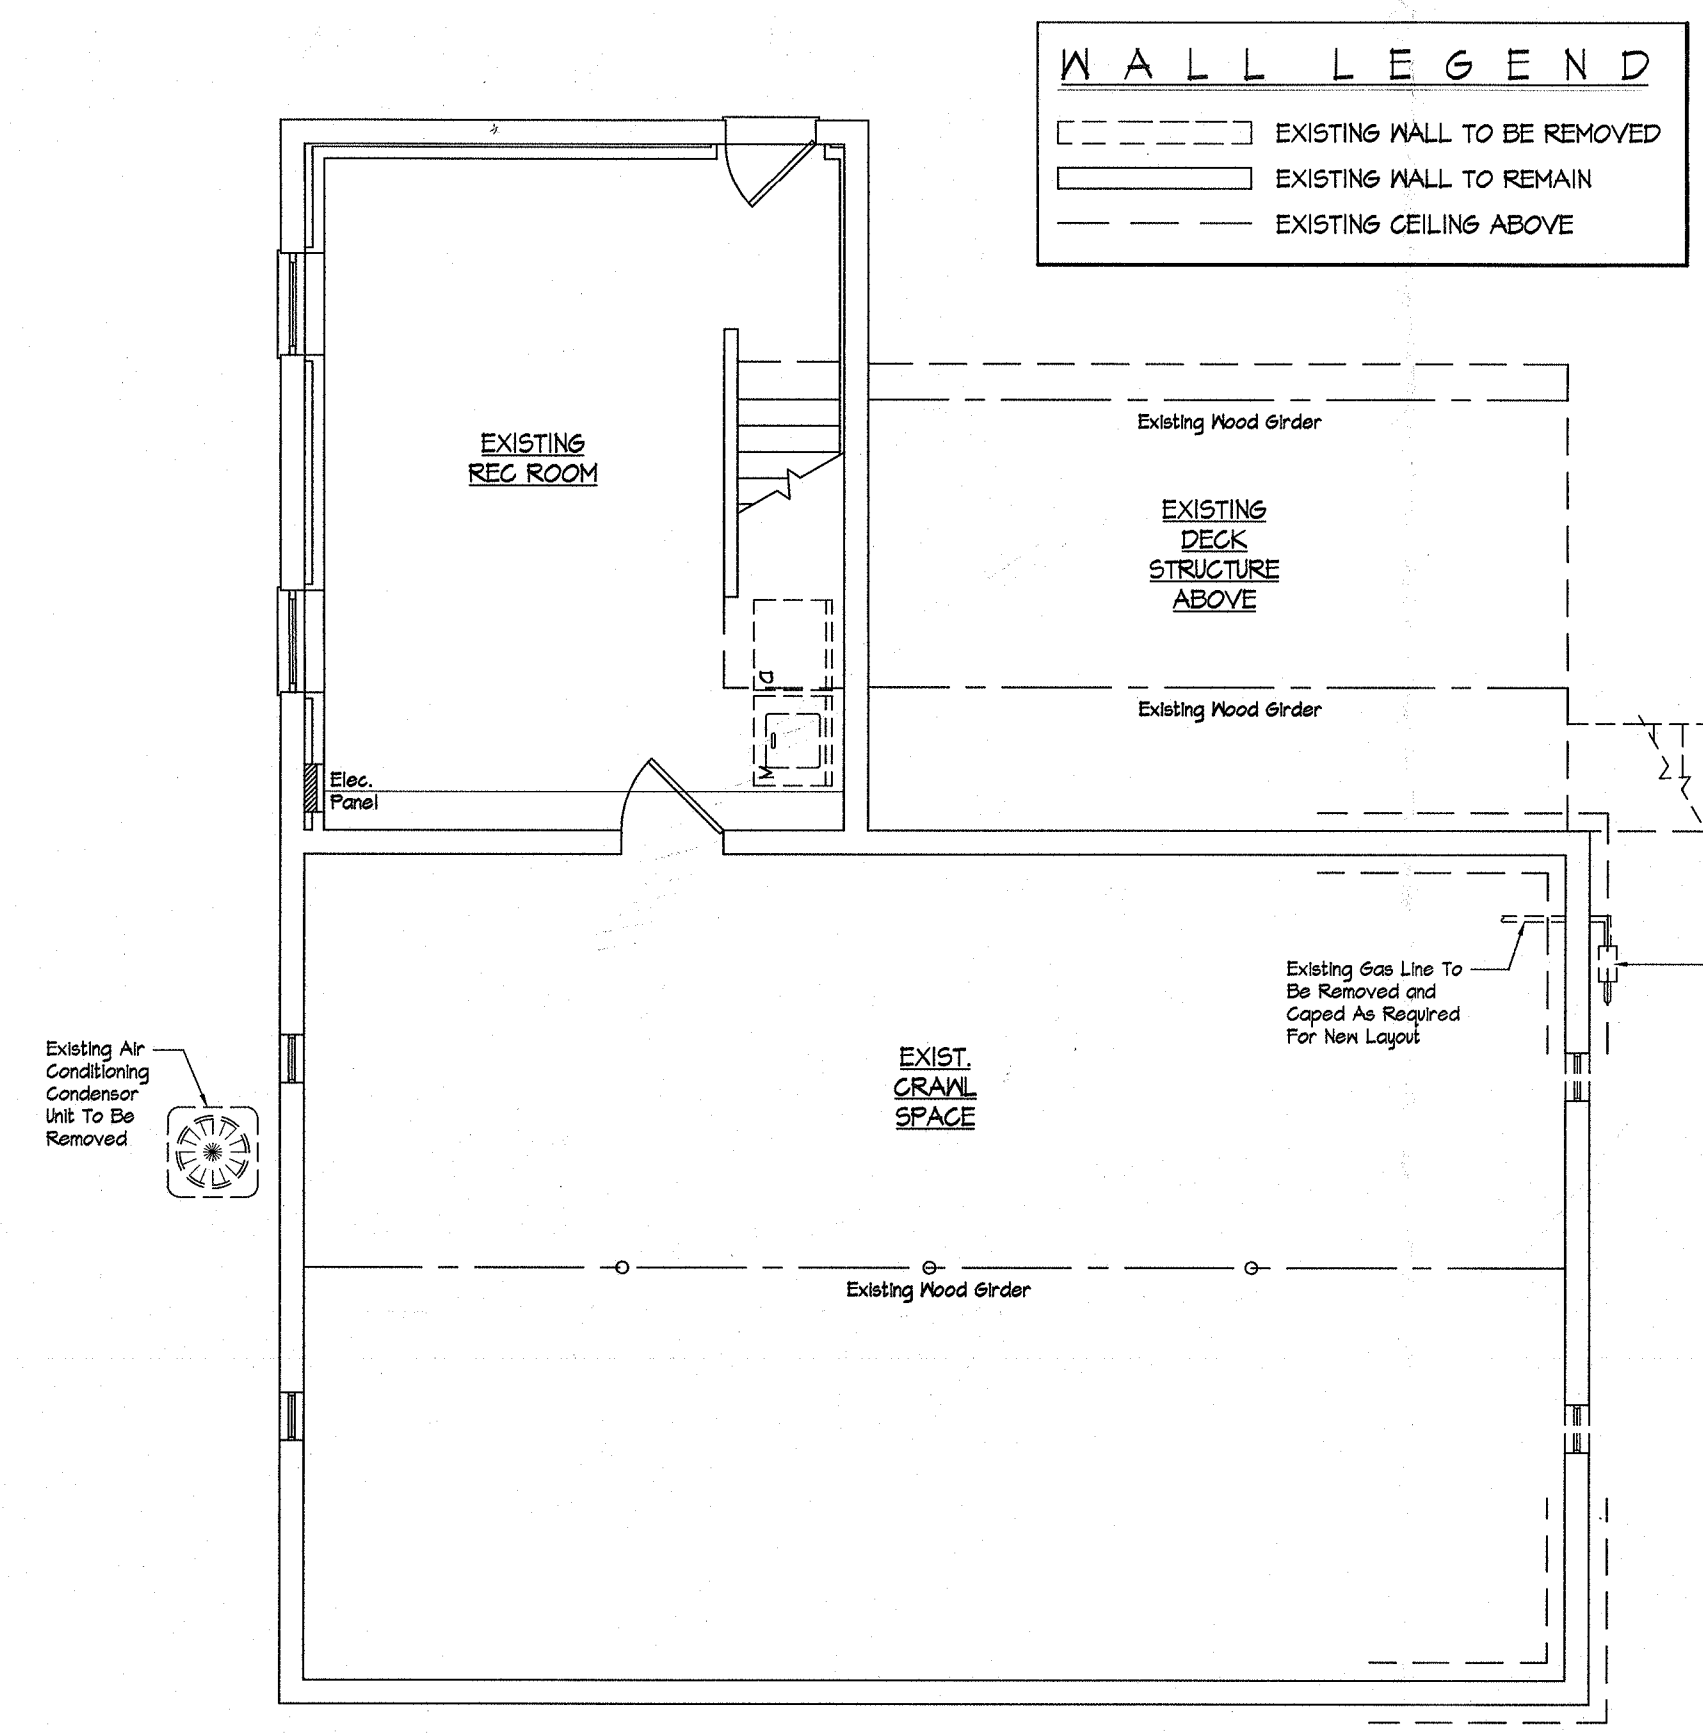 WALL LEGEND
EXISTING WALL TO BE REMOVED
EXISTING WALL TO REMAIN
EXISTING CEILING ABOVE
Existing Wood Girder
EXISTING
REC ROOM
EXISTING
DECK
STRUCTURE
ABOVE
D
Existing Wood Girder
W
Elec.
Panel
Existing Gas Line To
Be Removed and
Caped As Required
For New Layout
Existing Air
Conditioning
Condensor
Unit To Be
Removed
EXIST.
CRAWL
SPACE
Existing Wood Girder